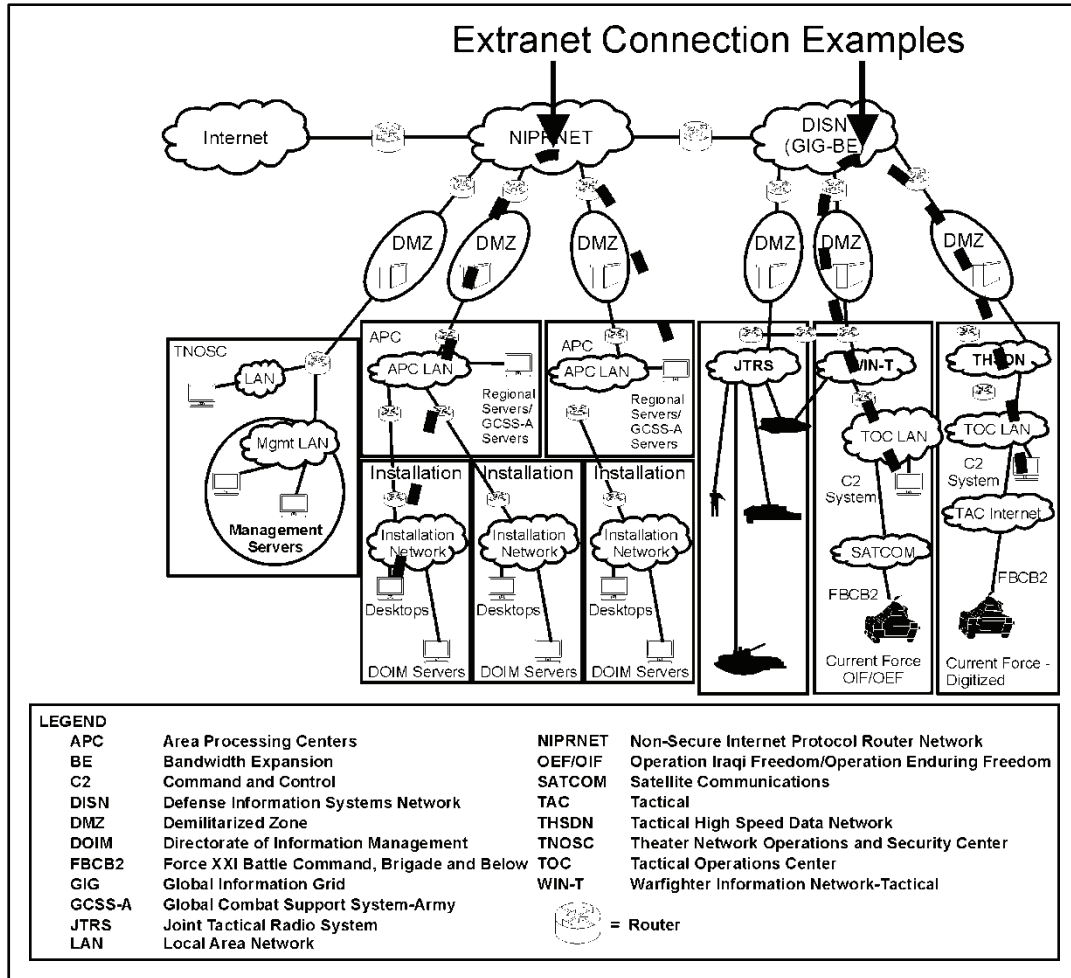 Extranet Connection Examples
Internet
NIPRNET
DISN
(GIG-BE)
DMZ
DMZ
DMZ
DMZ
DMZ
DMZ
TNOSC
LAN
Mgmt LAN
Management
Servers
APC
APC LAN
Regional
Servers/
GCSS-A
Servers
APC
APC LAN
Regional
Servers/
GCSS-A
Servers
Installation
Installation
Network
Desktops
DOIM Servers
Installation
Installation
Network
Desktops
DOIM Servers
Installation
Installation
Network
Desktops
DOIM Servers
JTRS
WIN-T
TOC LAN
C2
System
SATCOM
FBCB2
Current Force
OIF/OEF
THSDN
TOC LAN
C2
System
TAC Internet
FBCB2
Current Force -
Digitized
LEGEND
APC Area Processing Centers
BE Bandwidth Expansion
C2 Command and Control
DISN Defense Information Systems Network
DMZ Demilitarized Zone
DOIM Directorate of Information Management
FBCB2 Force XXI Battle Command, Brigade and Below
GIG Global Information Grid
GCSS-A Global Combat Support System-Army
JTRS Joint Tactical Radio System
LAN Local Area Network
NIPRNET Non-Secure Internet Protocol Router Network
OEF/OIF Operation Iraqi Freedom/Operation Enduring Freedom
SATCOM Satellite Communications
TAC Tactical
THSDN Tactical High Speed Data Network
TNOSC Theater Network Operations and Security Center
TOC Tactical Operations Center
WIN-T Warfighter Information Network-Tactical
= Router